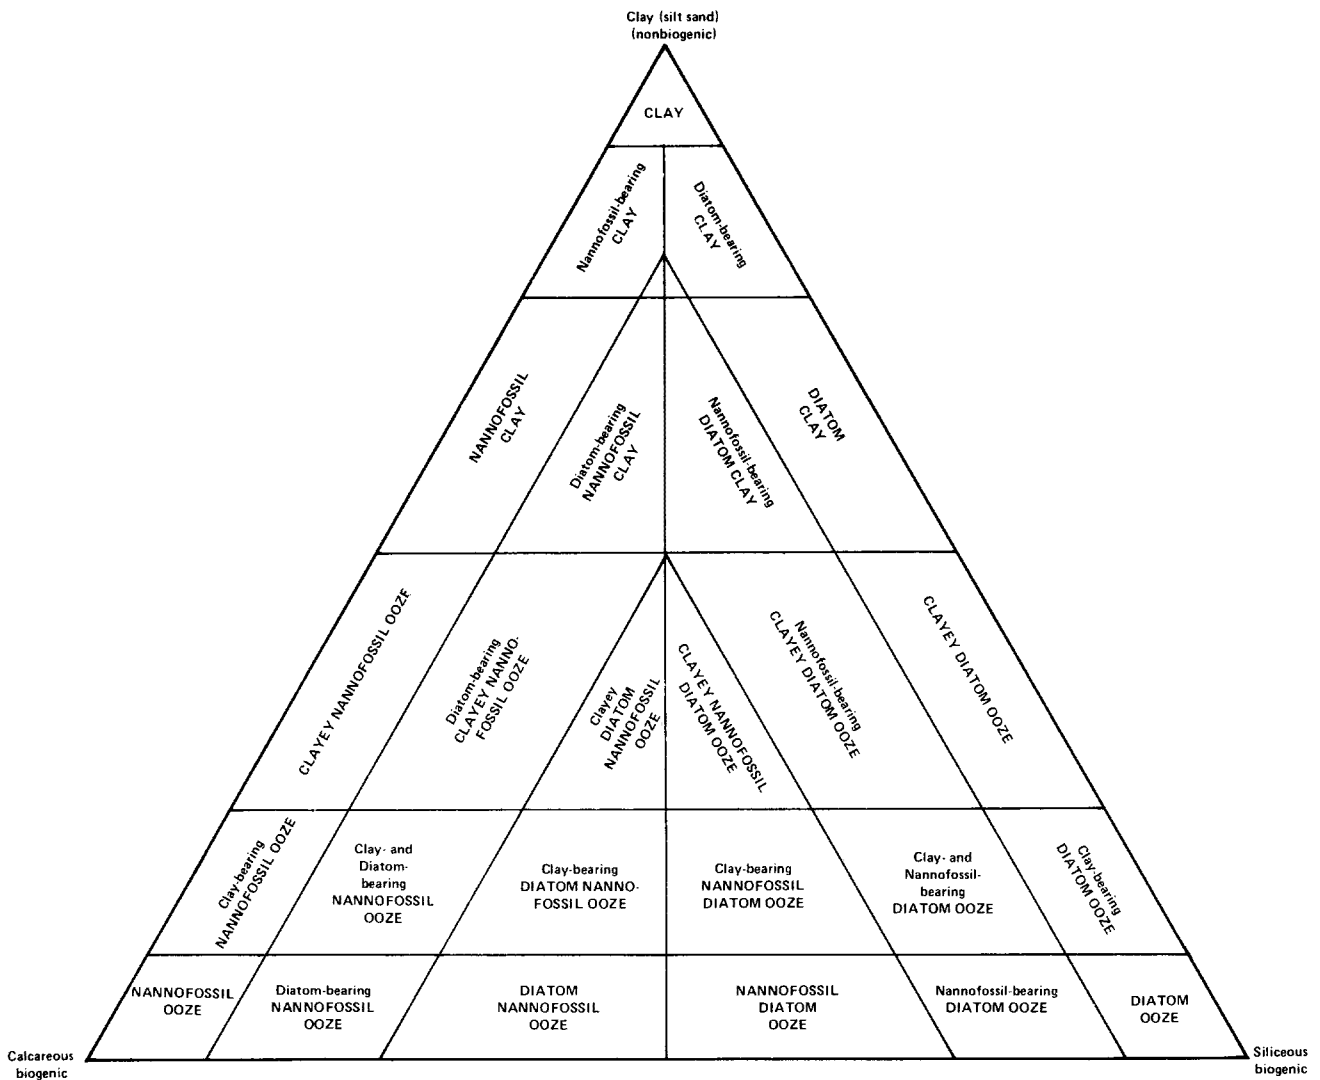 Clay (silt sand)
(nonbiogenic)
CLAY
Nannofossil-bearing
CLAY
Diatom-bearing
CLAY
NANNOFOSSIL
CLAY
Diatom-bearing
NANNOFOSSIL
CLAY
Nannofossil-bearing
DIATOM CLAY
DIATOM
CLAY
CLAYEY NANNOFOSSIL OOZE
Diatom-bearing
CLAYEY NANNO-
FOSSIL OOZE
Clayey
DIATOM
NANNOFOSSIL
OOZE
CLAYEY NANNOFOSSIL
DIATOM OOZE
Nannofossil-bearing
CLAYEY DIATOM OOZE
CLAYEY DIATOM OOZE
Clay-bearing
NANNOFOSSIL OOZE
Clay- and
Diatom-
bearing
NANNOFOSSIL
OOZE
Clay-bearing
DIATOM NANNO-
FOSSIL OOZE
Clay-bearing
NANNOFOSSIL
DIATOM OOZE
Clay- and
Nannofossil-
bearing
DIATOM OOZE
Clay-bearing
DIATOM OOZE
NANNOFOSSIL
OOZE
Diatom-bearing
NANNOFOSSIL
OOZE
DIATOM
NANNOFOSSIL
OOZE
NANNOFOSSIL
DIATOM
OOZE
Nannofossil-bearing
DIATOM OOZE
DIATOM
OOZE
Calcareous
biogenic
Siliceous
biogenic